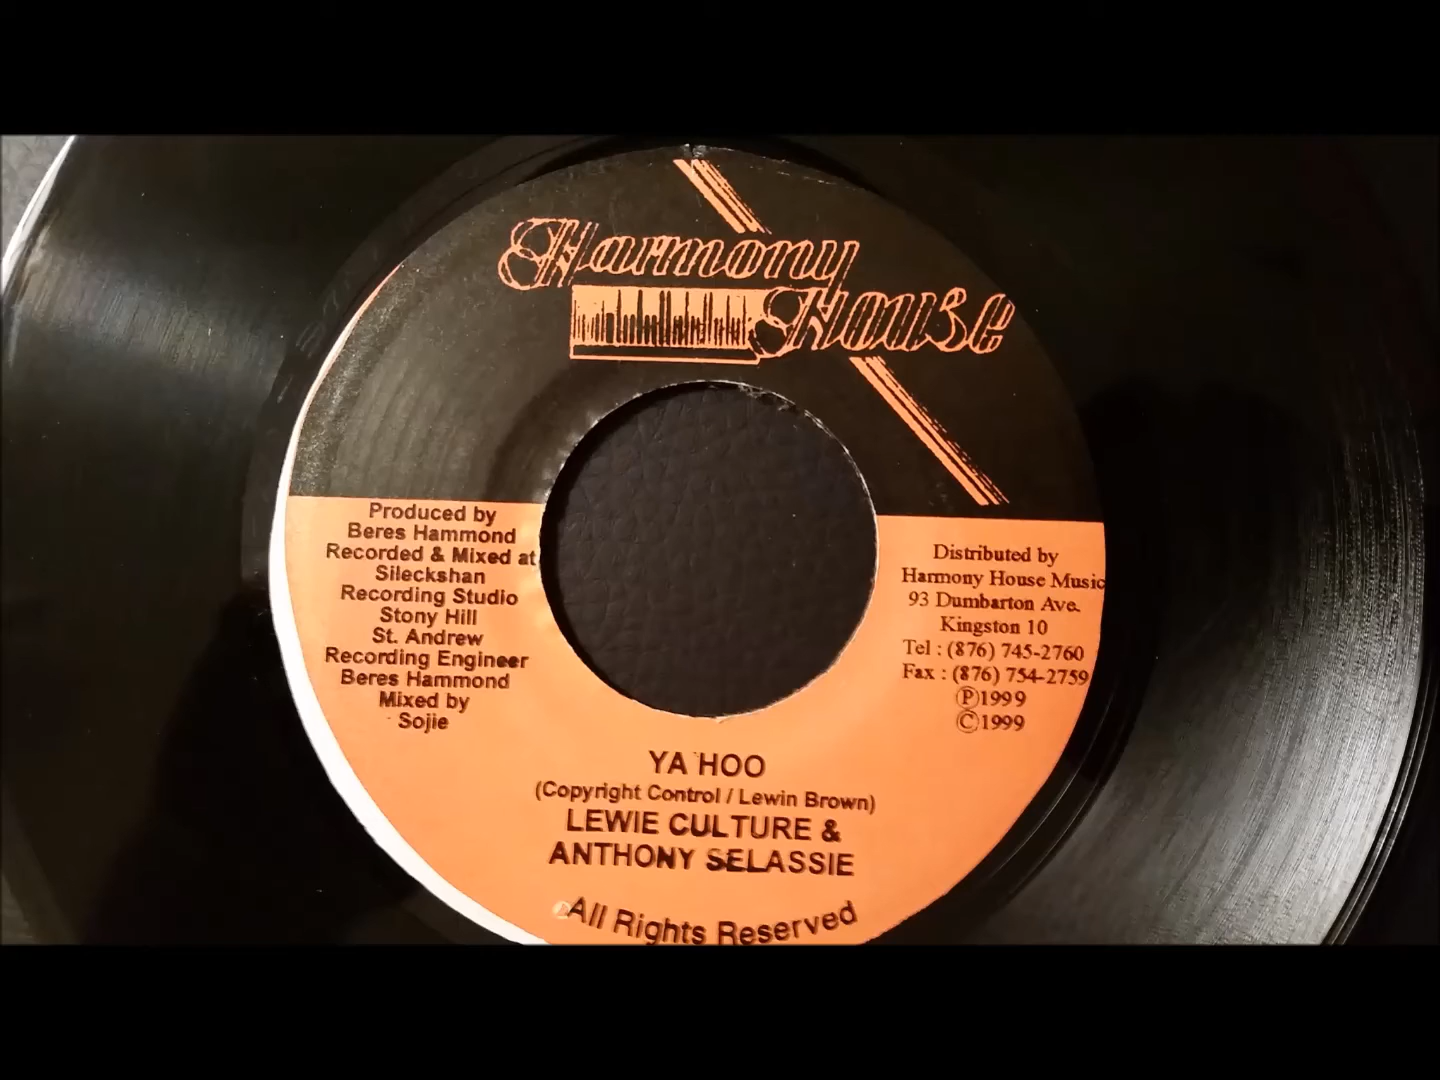 Harmony
House
Produced by
Beres Hammond
Recorded & Mixed at
Sileckshan
Recording Studio
Stony Hill
St. Andrew
Recording Engineer
Beres Hammond
Mixed by
Sojie
Distributed by
Harmony House Music
93 Dumbarton Ave.
Kingston 10
Tel : (876) 745-2760
Fax : (876) 754-2759
Ⓟ1999
©1999
YA HOO
(Copyright Control / Lewin Brown)
LEWIE CULTURE &
ANTHONY SELASSIE
All Rights Reserved